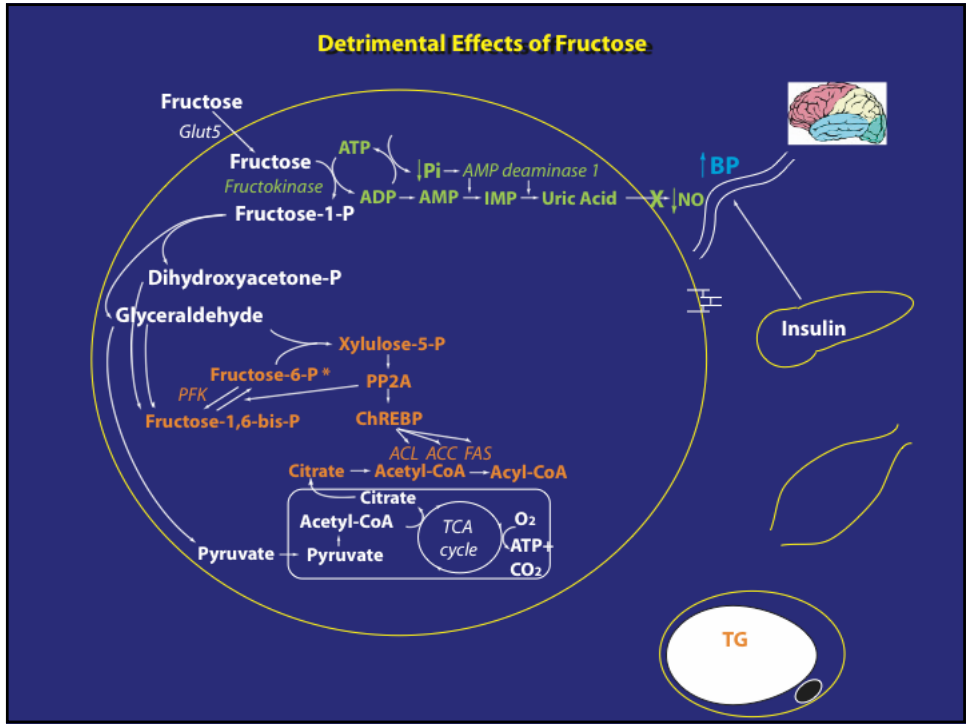 Detrimental Effects of Fructose
Fructose
Glut5
Fructose
Fructokinase
Fructose-1-P
ATP
ADP
↓Pi
AMP deaminase 1
AMP
IMP
Uric Acid
X
↓NO
↑BP
Dihydroxyacetone-P
Glyceraldehyde
Insulin
Xylulose-5-P
Fructose-6-P *
PP2A
PFK
Fructose-1,6-bis-P
ChREBP
ACL ACC FAS
Citrate
Acetyl-CoA
Acyl-CoA
Citrate
Acetyl-CoA
TCA
cycle
O2
ATP+
CO2
Pyruvate
Pyruvate
TG